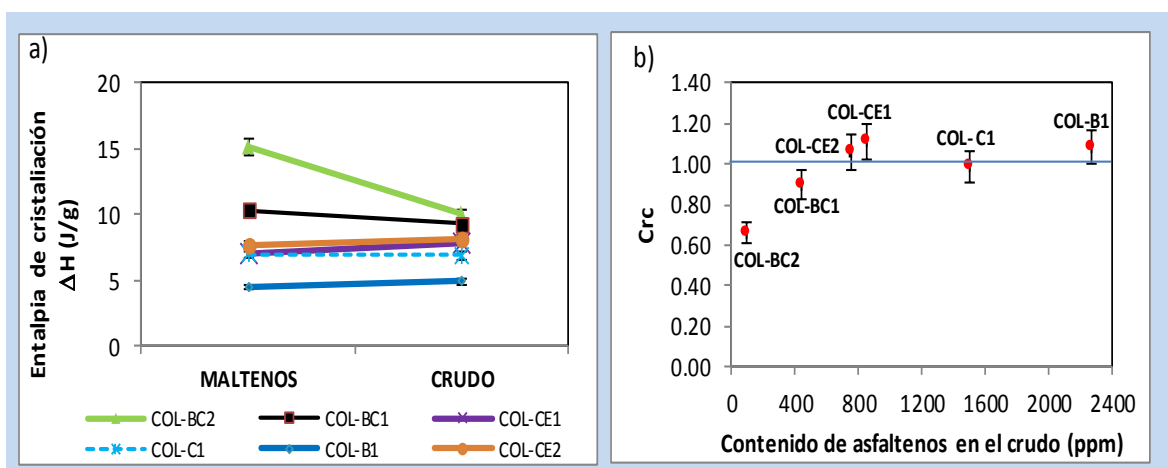 a)
Entalpia de cristaliación
ΔH (J/g)
20
15
10
5
0
MALTENOS CRUDO
COL-BC2 COL-BC1 COL-CE1
COL-C1 COL-B1 COL-CE2
b)
Crc
1.40
1.20
1.00
0.80
0.60
0.40
0.20
0.00
COL-CE1
COL-CE2
COL-C1
COL-B1
COL-BC1
COL-BC2
0 400 800 1200 1600 2000 2400
Contenido de asfaltenos en el crudo (ppm)